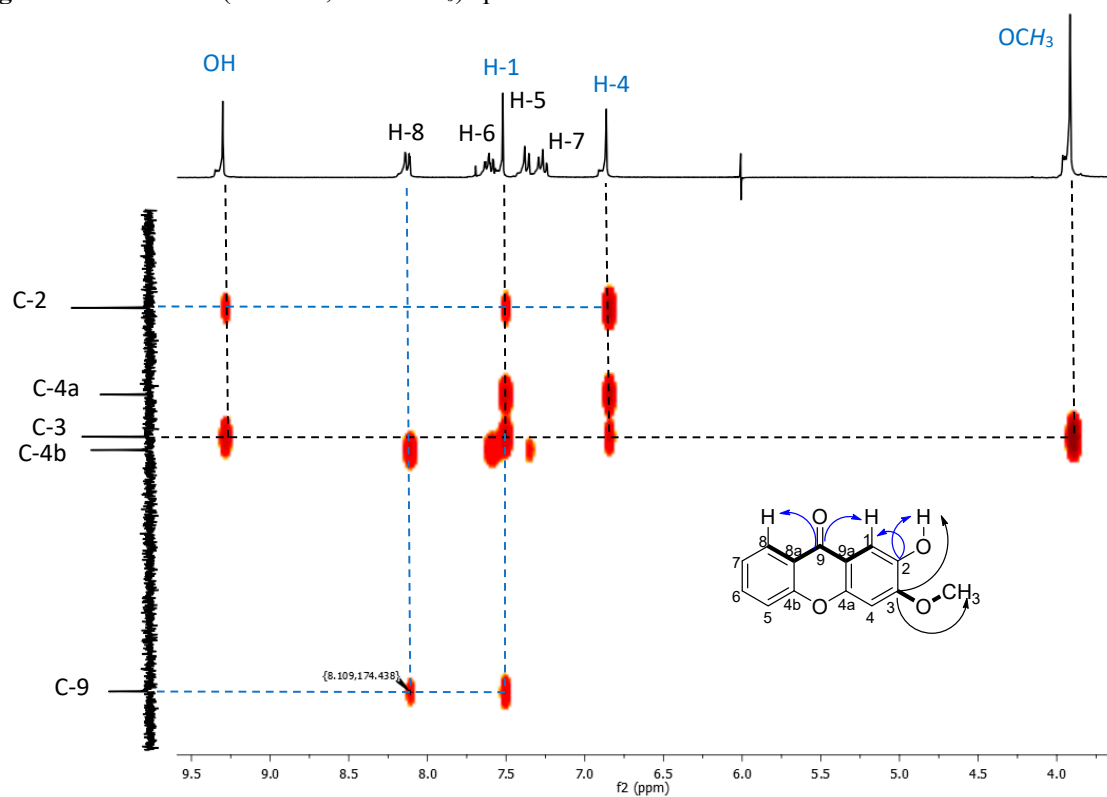 OCH3
OH
H-1
H-5
H-4
H-8
H-6
H-7
C-2
C-4a
C-3
C-4b
{8.109,174.438}
C-9
H O H H
8 1 O
7 8a 9 9a 2
6 4b O 4a 3 O CH3
5 4
9.5 9.0 8.5 8.0 7.5 7.0 6.5 6.0 5.5 5.0 4.5 4.0
f2 (ppm)